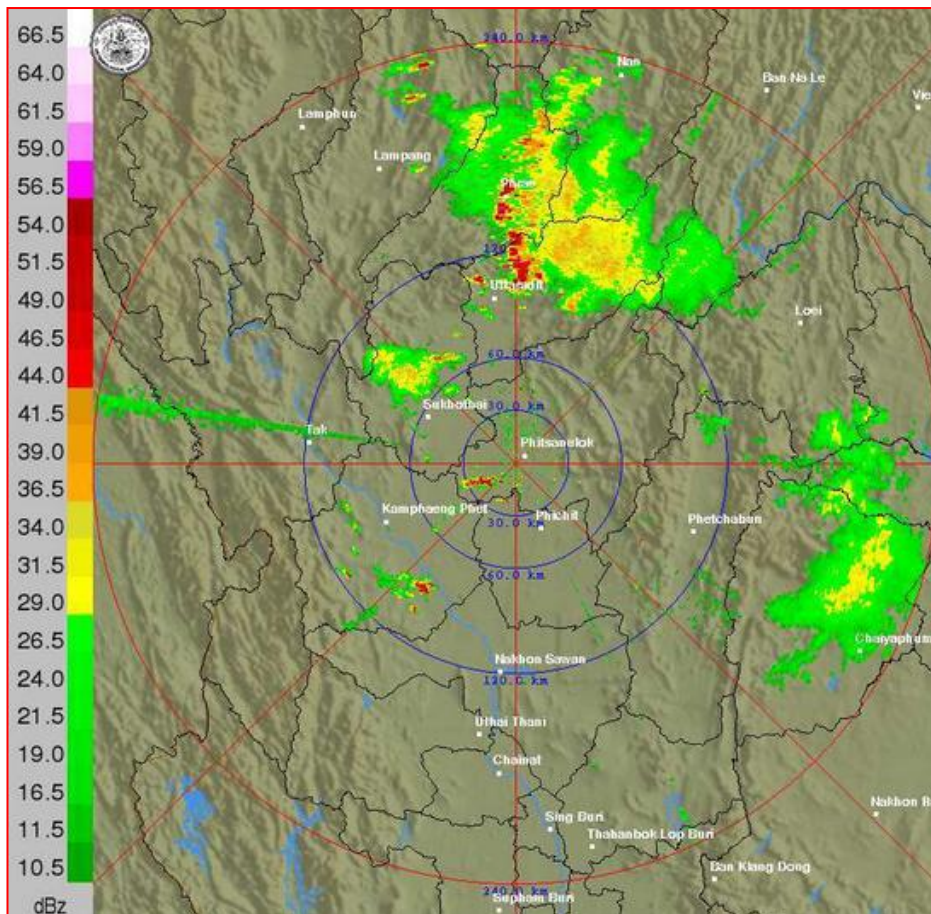 66.5
64.0
61.5
59.0
56.5
54.0
51.5
49.0
46.5
44.0
41.5
39.0
36.5
34.0
31.5
29.0
26.5
24.0
21.5
19.0
16.5
11.5
10.5
dBz
240.0 km
Nan
Ban Na Le
Lamphun
Lampang
Uttaradit
Loei
60.0 km
30.0 km
Sukhothai
Tak
Phitsanulok
Kamphaeng Phet
Phichit
30.0 km
Phetchabun
60.0 km
Chaiyaphum
Nakhon Sawan
120.0 km
Uthai Thani
Chainat
Sing Buri
Thahanbok Lop Buri
Ban Klang Dong
240.0 km
Suphan Buri